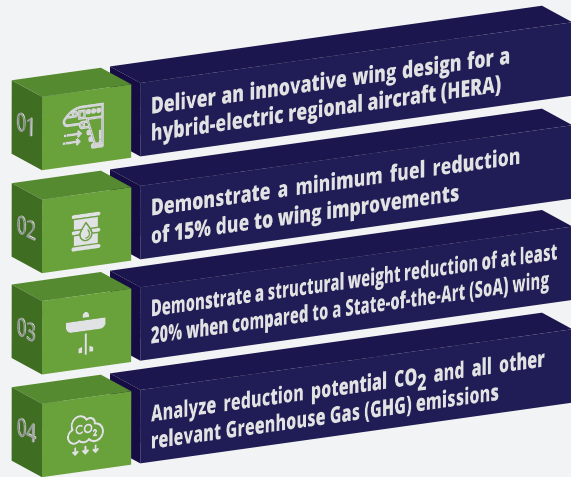 01
Deliver an innovative wing design for a
hybrid-electric regional aircraft (HERA)
02
Demonstrate a minimum fuel reduction
of 15% due to wing improvements
03
Demonstrate a structural weight reduction of at least
20% when compared to a State-of-the-Art (SoA) wing
04
CO2
Analyze reduction potential CO2 and all other
relevant Greenhouse Gas (GHG) emissions